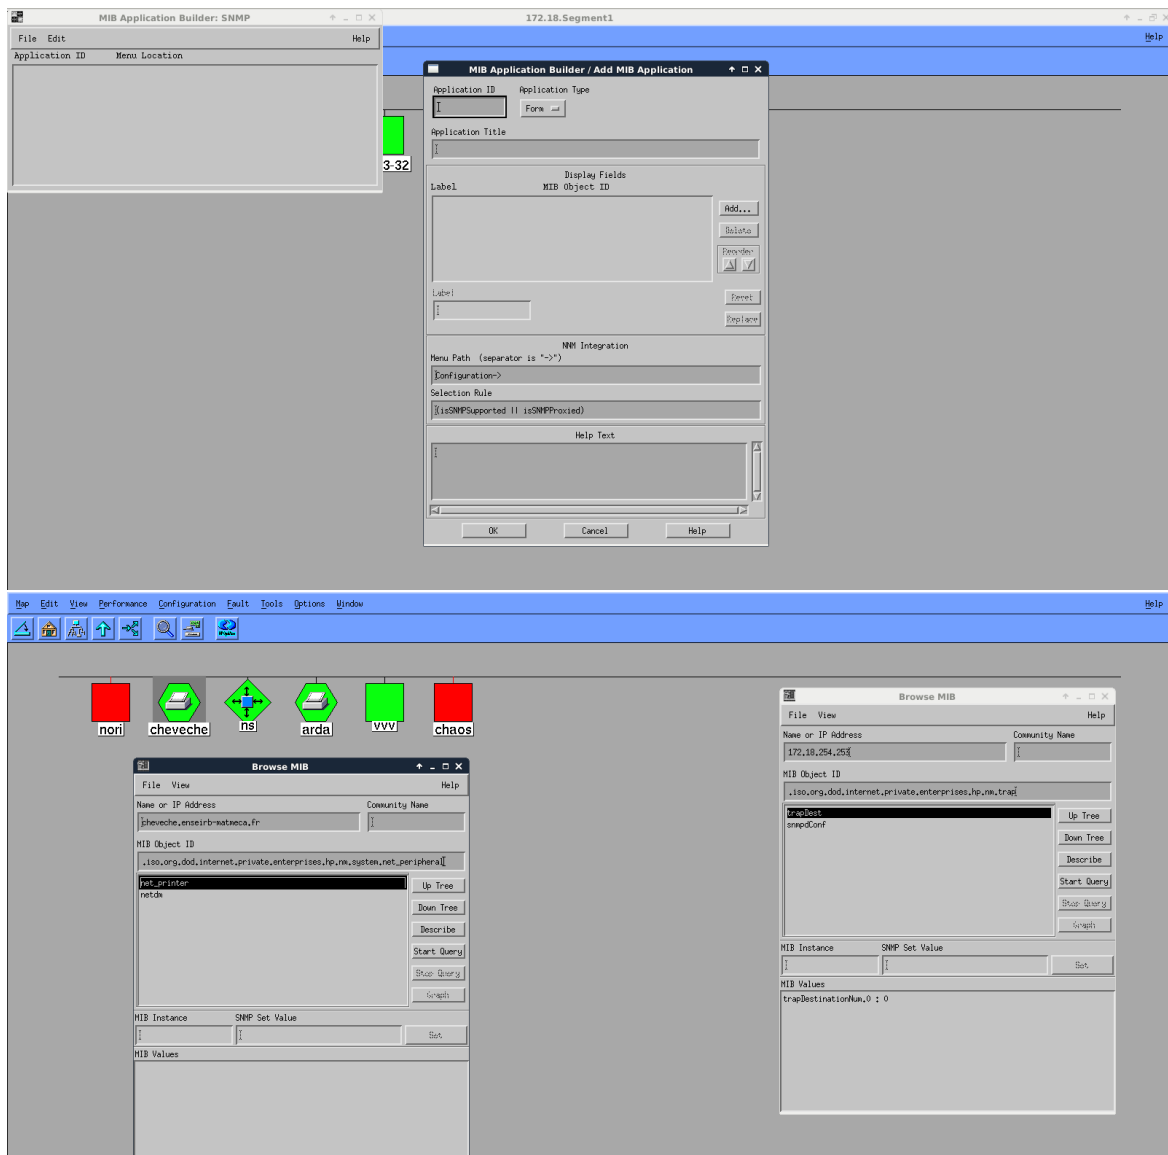 MIB Application Builder: SNMP
172.18.Segment1
File Edit Help
Help
Application ID Menu Location
MIB Application Builder / Add MIB Application
Application ID Application Type
Form
Application Title
3-32
Display Fields
Label MIB Object ID
Add...
Delete
Reorder
Label
Reset
Replace
NNM Integration
Menu Path (separator is "->")
Configuration->
Selection Rule
(isSNMPSupported || isSNMPProxied)
Help Text
OK Cancel Help
Map Edit View Performance Configuration Fault Tools Options Window Help
nori cheveche ns arda vvv chaos
Browse MIB
File View Help
Name or IP Address Community Name
cheveche.enseirb-matmeca.fr
MIB Object ID
.iso.org.dod.internet.private.enterprises.hp.nm.system.net_peripheral
net_printer
netdm
Up Tree
Down Tree
Describe
Start Query
Stop Query
Graph
MIB Instance SNMP Set Value
Set
MIB Values
Browse MIB
File View Help
Name or IP Address Community Name
172.18.254.253
MIB Object ID
.iso.org.dod.internet.private.enterprises.hp.nm.trap
trapDest
snmpdConf
Up Tree
Down Tree
Describe
Start Query
Stop Query
Graph
MIB Instance SNMP Set Value
Set
MIB Values
trapDestinationNum.0 : 0